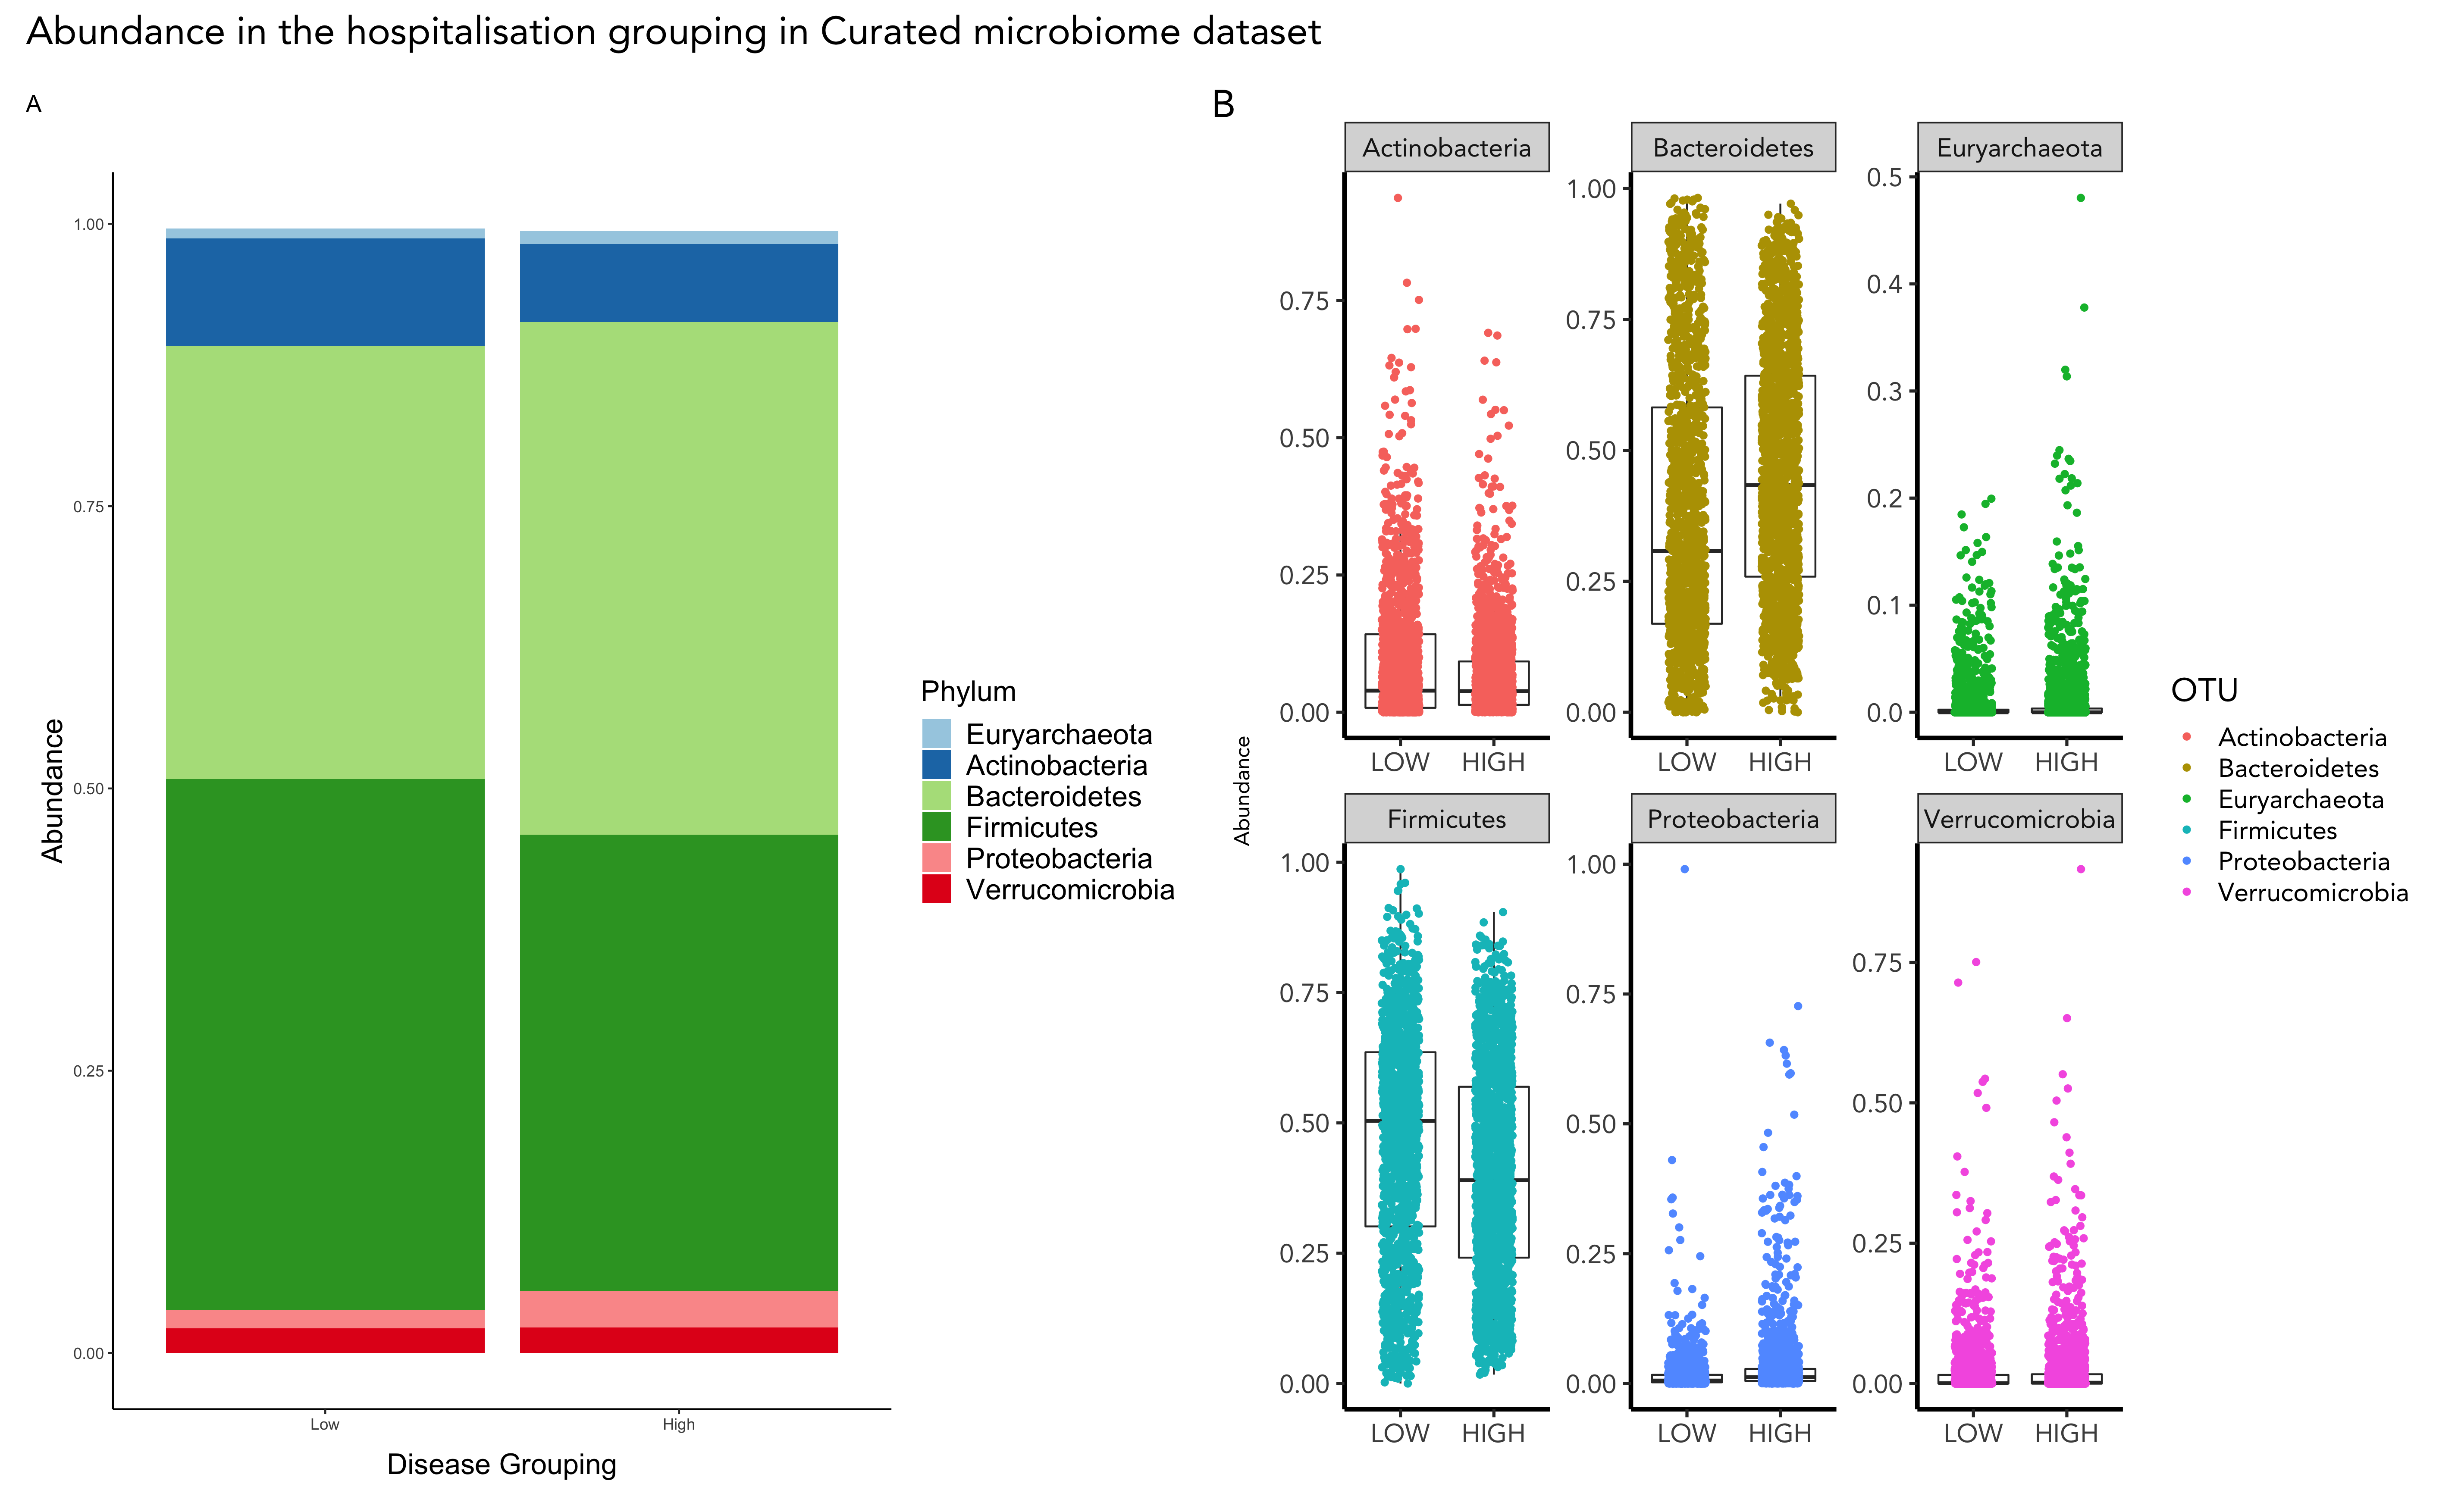 Abundance in the hospitalisation grouping in Curated microbiome dataset
A
Abundance
1.00
0.75
0.50
0.25
0.00
Low
High
Disease Grouping
Phylum
Euryarchaeota
Actinobacteria
Bacteroidetes
Firmicutes
Proteobacteria
Verrucomicrobia
B
Abundance
Actinobacteria
0.75
0.50
0.25
0.00
LOW
HIGH
Bacteroidetes
1.00
0.75
0.50
0.25
0.00
LOW
HIGH
Euryarchaeota
0.5
0.4
0.3
0.2
0.1
0.0
LOW
HIGH
Firmicutes
1.00
0.75
0.50
0.25
0.00
LOW
HIGH
Proteobacteria
1.00
0.75
0.50
0.25
0.00
LOW
HIGH
Verrucomicrobia
0.75
0.50
0.25
0.00
LOW
HIGH
OTU
Actinobacteria
Bacteroidetes
Euryarchaeota
Firmicutes
Proteobacteria
Verrucomicrobia